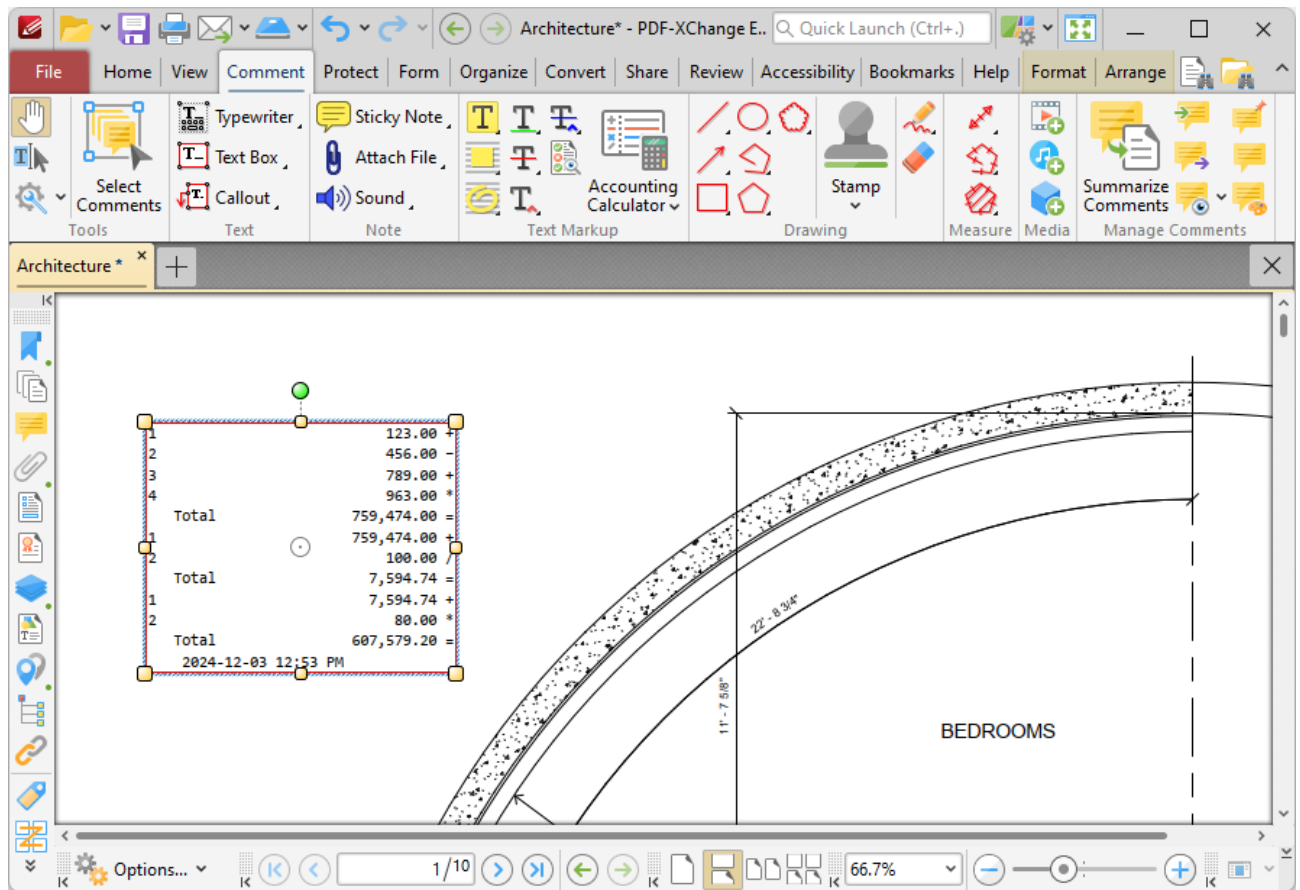 Architecture* - PDF-XChange E..
Quick Launch (Ctrl+.)
File Home View Comment Protect Form Organize Convert Share Review Accessibility Bookmarks Help Format Arrange
Typewriter
Sticky Note
Text Box
Attach File
Select Comments
Callout
Sound
Accounting Calculator
Stamp
Summarize Comments
Tools Text Note Text Markup Drawing Measure Media Manage Comments
Architecture *
1 123.00 +
2 456.00 -
3 789.00 +
4 963.00 *
Total 759,474.00 =
1 759,474.00 +
2 100.00 /
Total 7,594.74 =
1 7,594.74 +
2 80.00 *
Total 607,579.20 =
2024-12-03 12:53 PM
22' - 8 3/4"
11' - 7 5/8"
BEDROOMS
Options...
1/10
66.7%